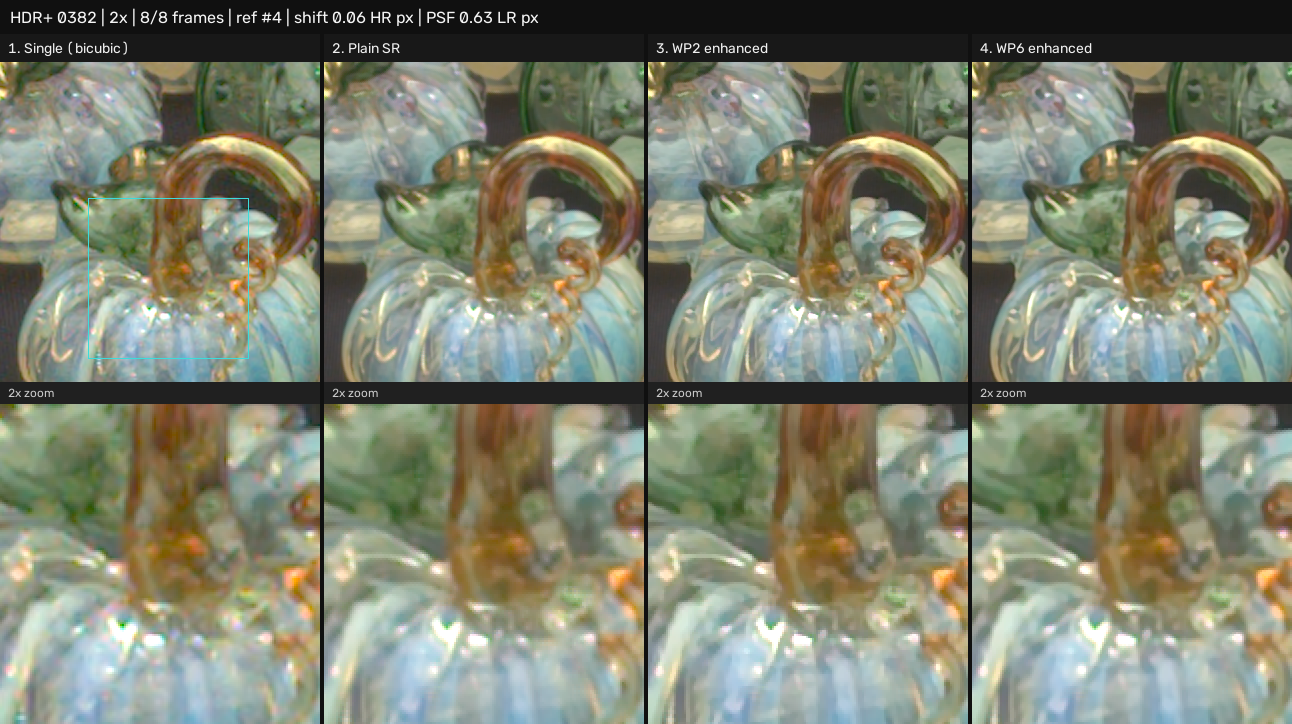 HDR+ 0382 | 2x | 8/8 frames | ref #4 | shift 0.06 HR px | PSF 0.63 LR px
1. Single (bicubic)
2. Plain SR
3. WP2 enhanced
4. WP6 enhanced
2x zoom
2x zoom
2x zoom
2x zoom